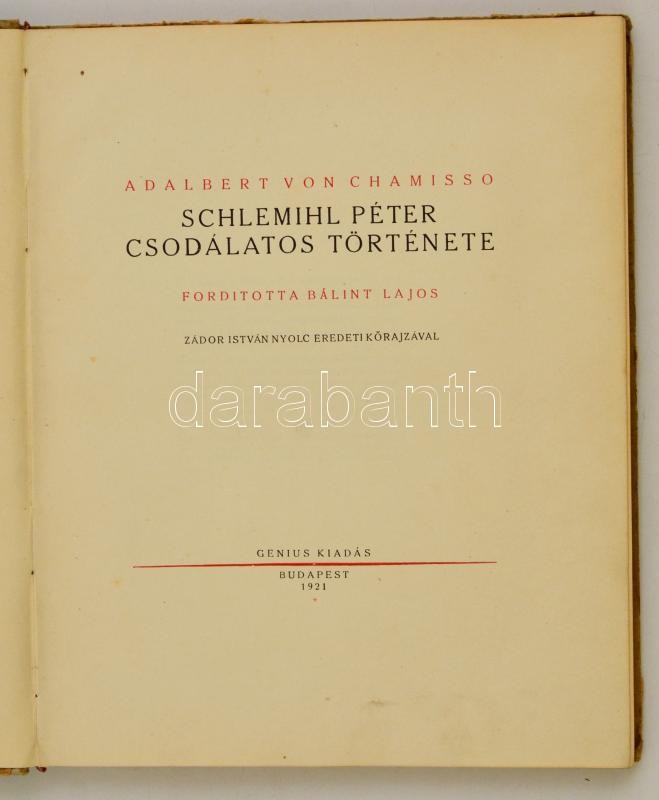 ADALBERT VON CHAMISSO
SCHLEMIHL PÉTER
CSODÁLATOS TÖRTÉNETE
FORDITOTTA BÁLINT LAJOS
ZÁDOR ISTVÁN NYOLC EREDETI KŐRAJZÁVAL
darabanth
GENIUS KIADÁS
BUDAPEST
1921